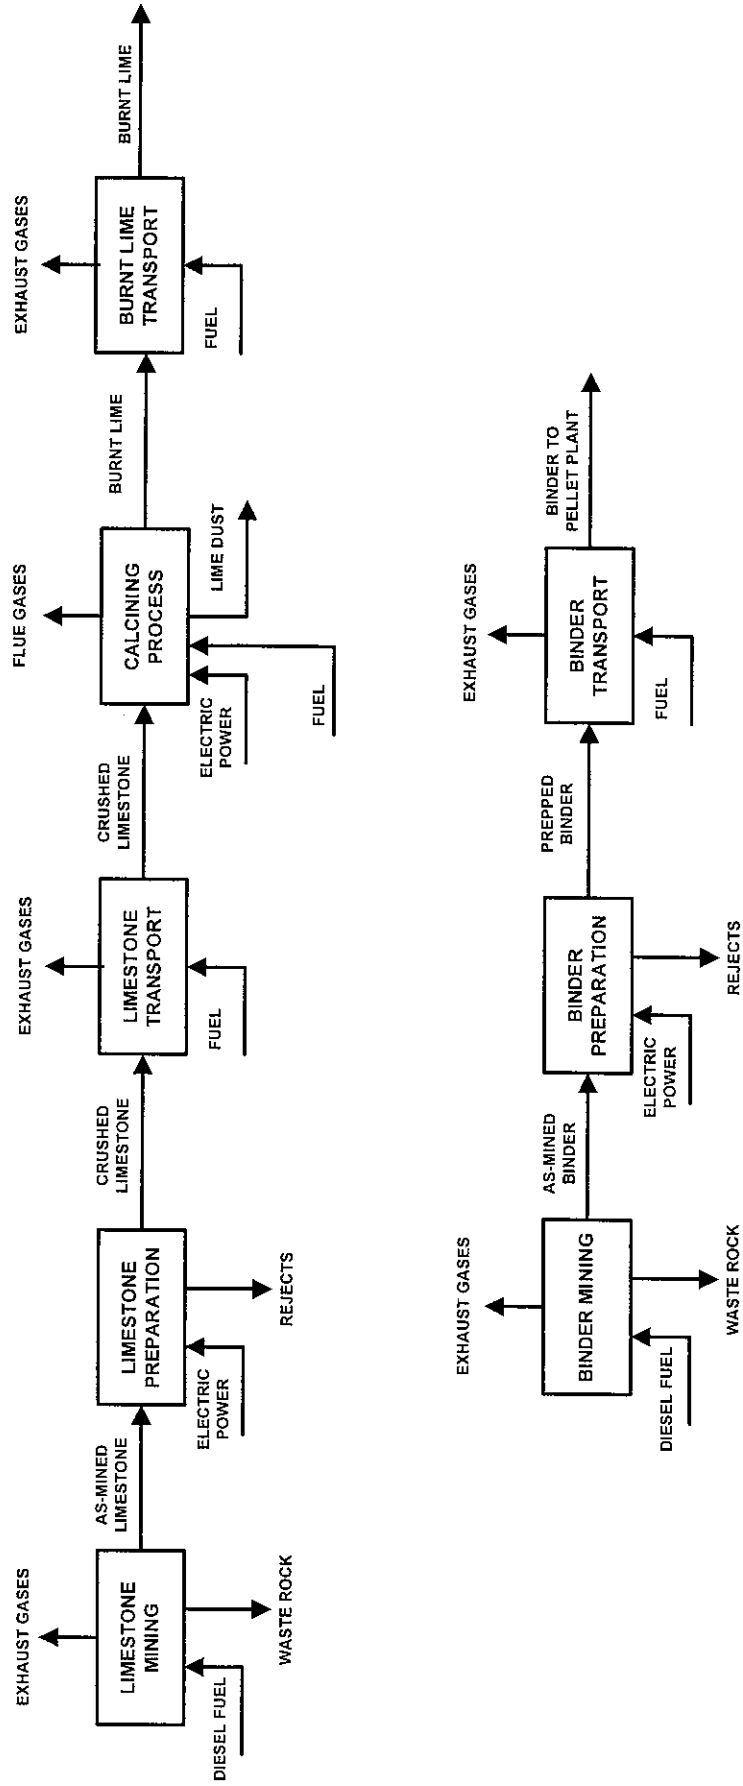 EXHAUST GASES
LIMESTONE
MINING
DIESEL FUEL
WASTE ROCK
AS-MINED
LIMESTONE
LIMESTONE
PREPARATION
ELECTRIC
POWER
REJECTS
CRUSHED
LIMESTONE
EXHAUST GASES
LIMESTONE
TRANSPORT
FUEL
CRUSHED
LIMESTONE
FLUE GASES
CALCINING
PROCESS
ELECTRIC
POWER
FUEL
LIME DUST
BURNT LIME
EXHAUST GASES
BURNT LIME
TRANSPORT
FUEL
BURNT LIME
EXHAUST GASES
BINDER MINING
DIESEL FUEL
WASTE ROCK
AS-MINED
BINDER
BINDER
PREPARATION
ELECTRIC
POWER
REJECTS
PREPPED
BINDER
EXHAUST GASES
BINDER
TRANSPORT
FUEL
BINDER TO
PELLET PLANT